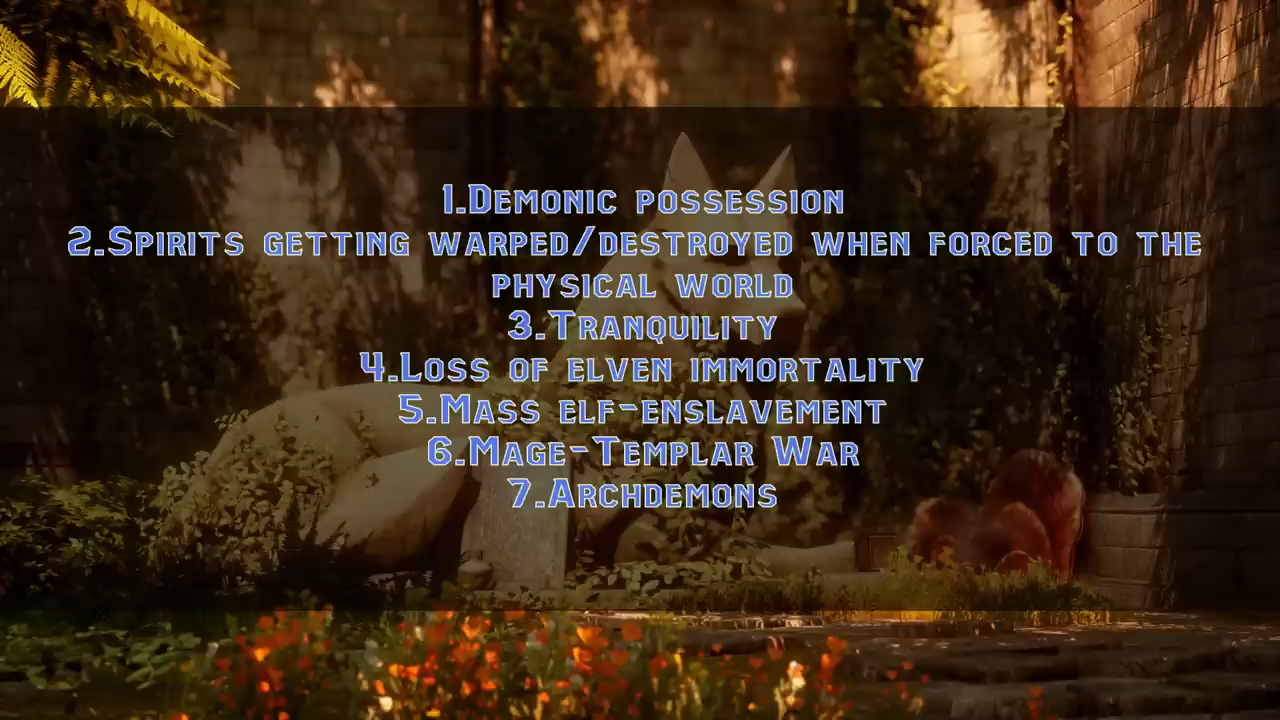 1.Demonic possession
2.Spirits getting warped/destroyed when forced to the
physical world
3.Tranquility
4.Loss of elven immortality
5.Mass elf-enslavement
6.Mage-Templar War
7.Archdemons